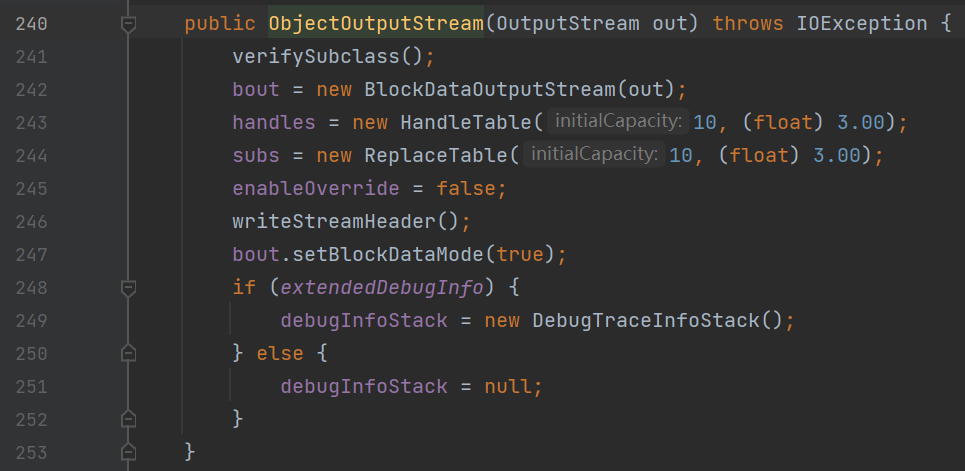 240 public ObjectOutputStream(OutputStream out) throws IOException {
241 verifySubclass();
242 bout = new BlockDataOutputStream(out);
243 handles = new HandleTable( initialCapacity: 10, (float) 3.00);
244 subs = new ReplaceTable( initialCapacity: 10, (float) 3.00);
245 enableOverride = false;
246 writeStreamHeader();
247 bout.setBlockDataMode(true);
248 if (extendedDebugInfo) {
249 debugInfoStack = new DebugTraceInfoStack();
250 } else {
251 debugInfoStack = null;
252 }
253 }